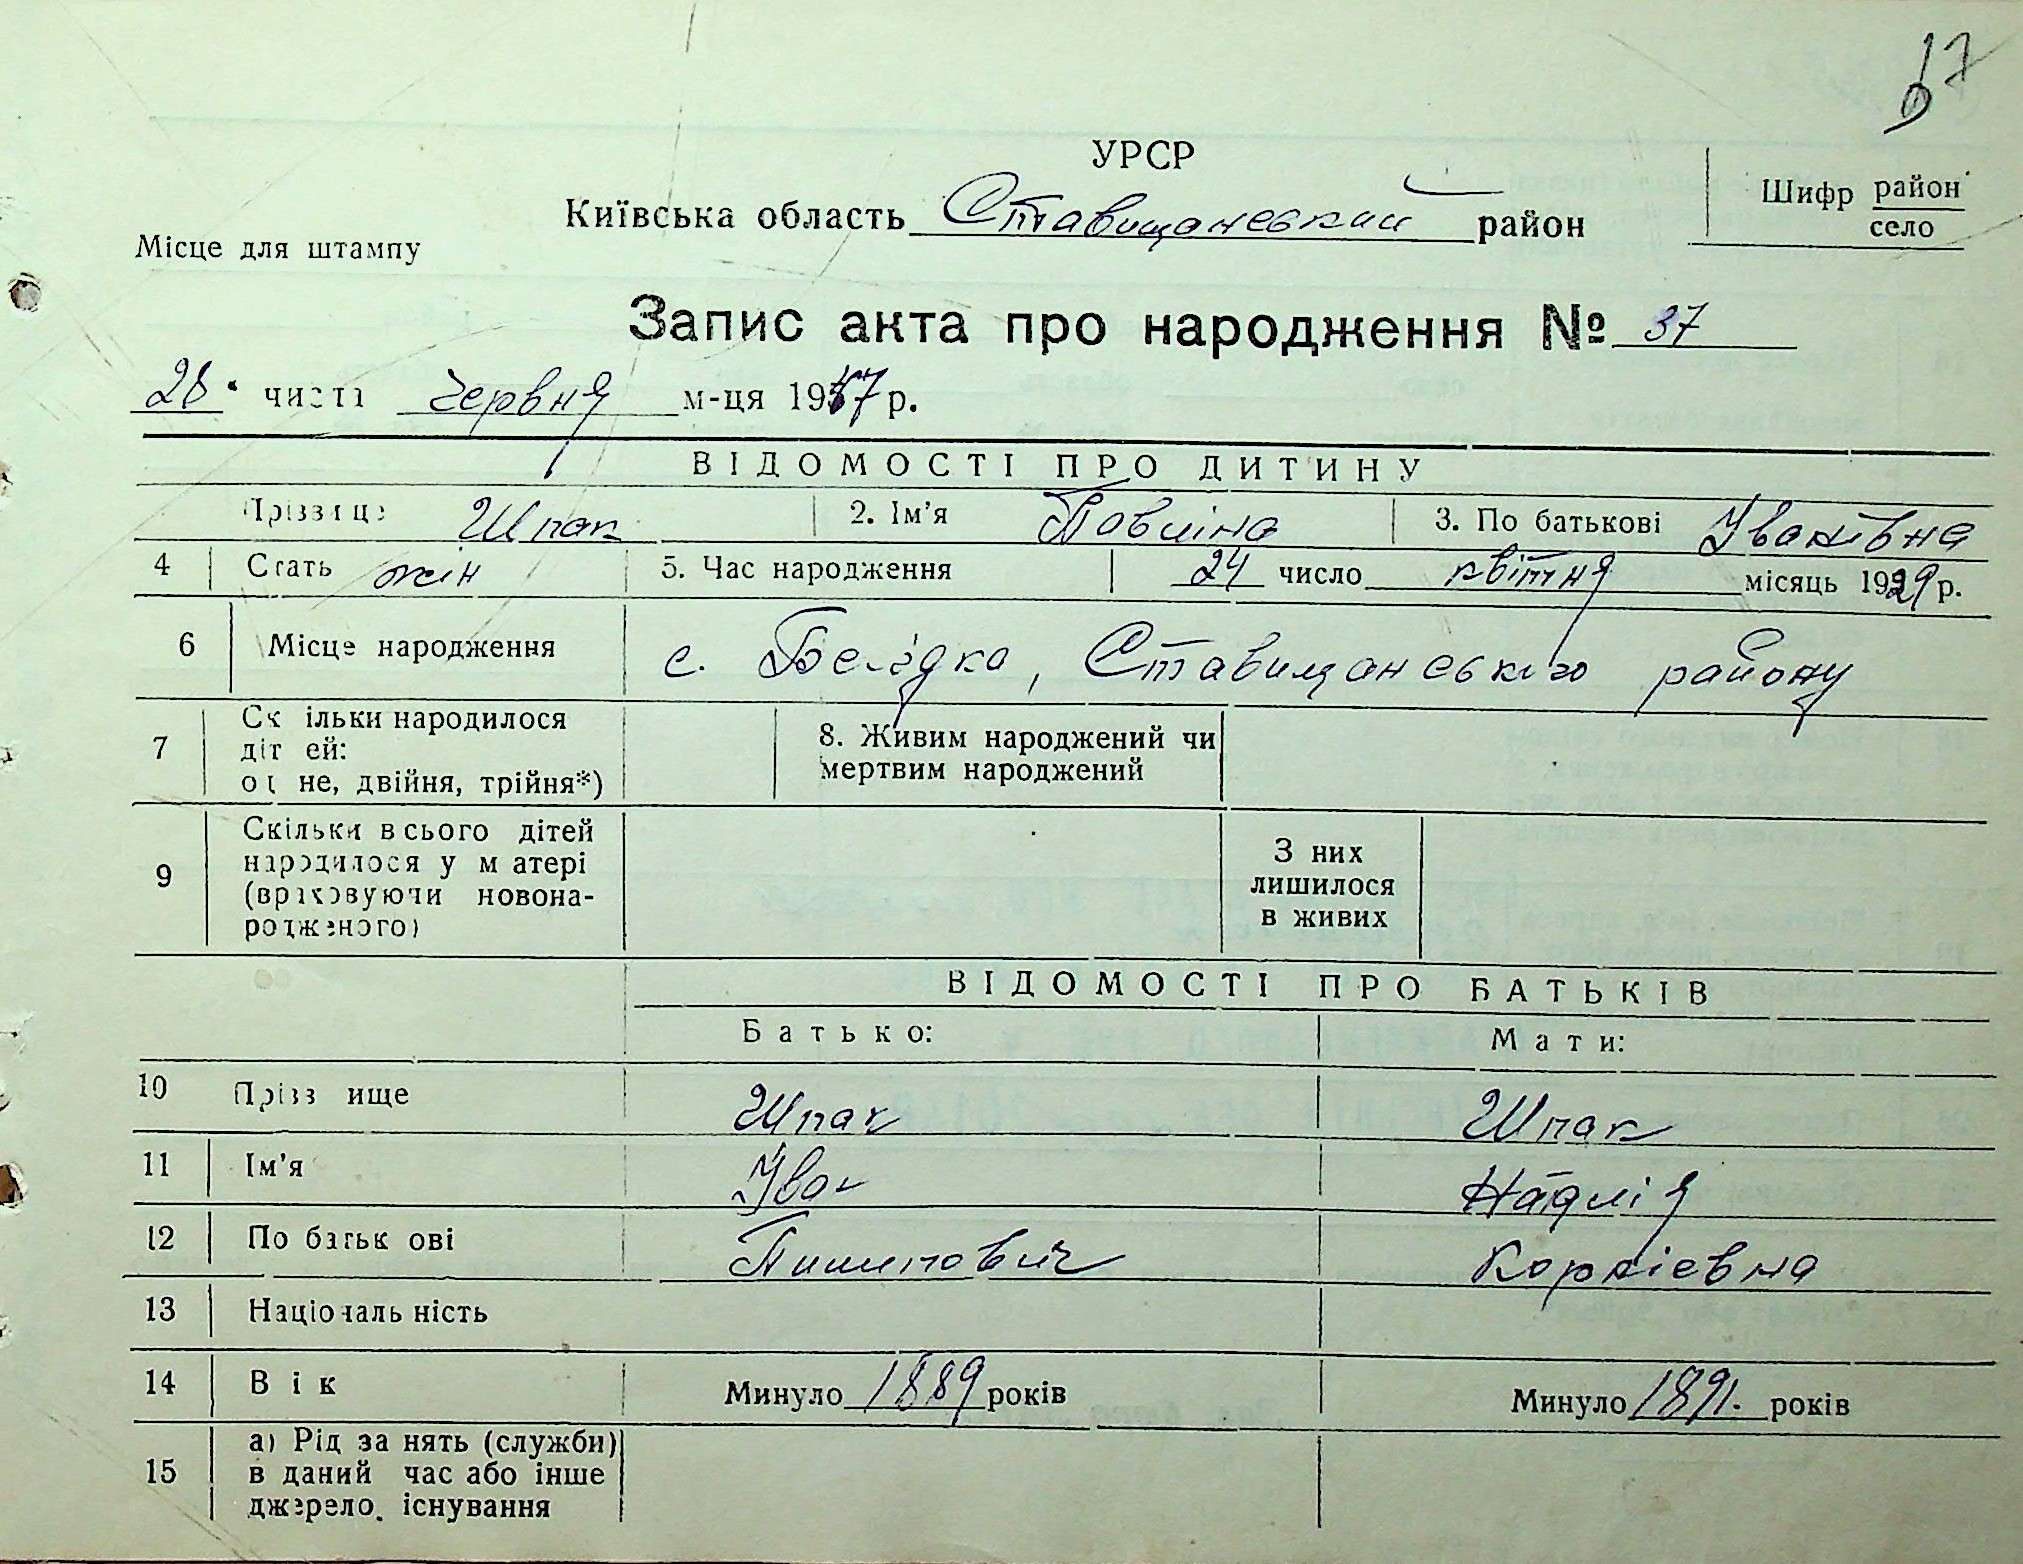 17
УРСР
Київська область Ставищанський район
Шифр район
село
Місце для штампу
Запис акта про народження № 37
28 числа червня м-ця 1947 р.
ВІДОМОСТІ ПРО ДИТИНУ
Прізвище Шпак 2. Ім'я Павліна 3. По батькові Іванівна
4 Стать жін 5. Час народження 24 число квітня місяць 1929 р.
6 Місце народження с. Бесідка, Ставищанського району
7 Скільки народилося дітей: одне, двійня, трійня*) 8. Живим народжений чи мертвим народжений
9 Скільки всього дітей народилося у матері (враховуючи новонародженого) З них лишилося в живих
ВІДОМОСТІ ПРО БАТЬКІВ
Батько: Мати:
10 Прізвище Шпак Шпак
11 Ім'я Іван Наталія
12 По батькові Пилипович Корніевна
13 Національність
14 Вік Минуло 1889 років Минуло 1891. років
15 а) Рід занять (служби) в даний час або інше джерело існування